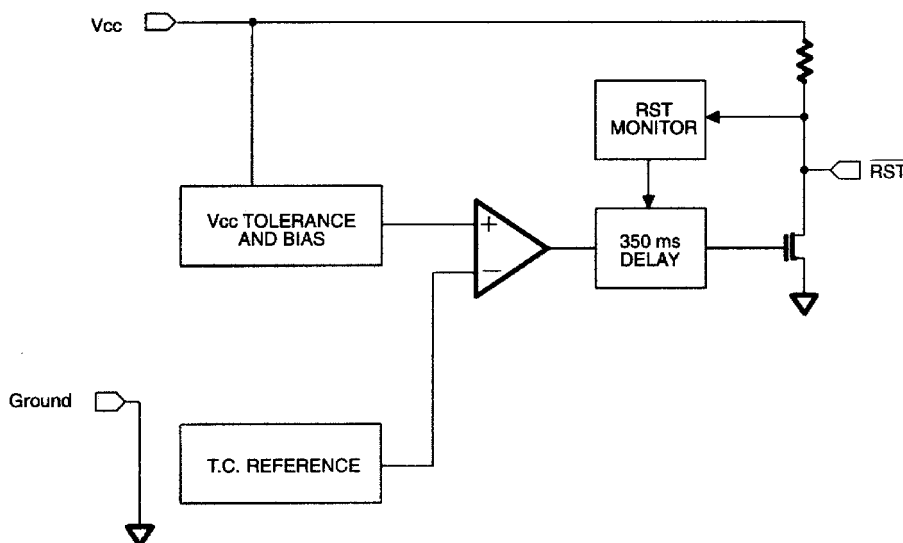 Vcc
RST
MONITOR
RST
Vcc TOLERANCE
AND BIAS
+
350 ms
DELAY
−
Ground
T.C. REFERENCE